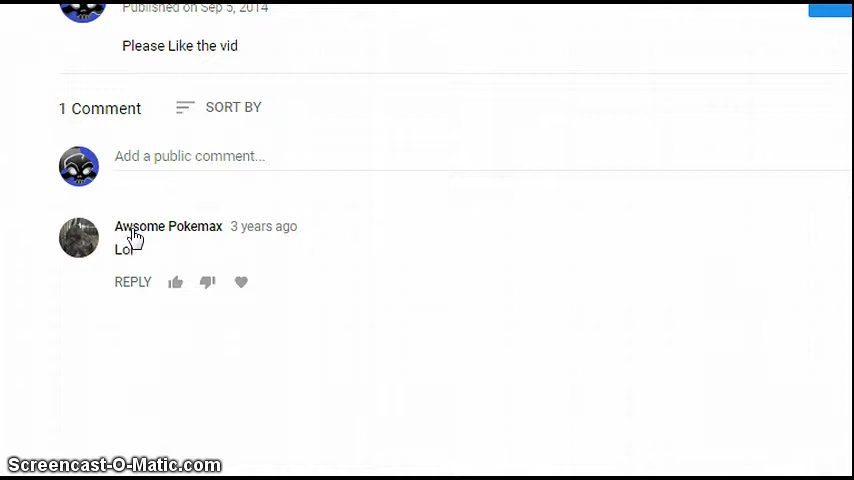 Published on Sep 5, 2014
Please Like the vid
1 Comment SORT BY
Add a public comment...
Awsome Pokemax 3 years ago
Lol
REPLY
Screencast-O-Matic.com